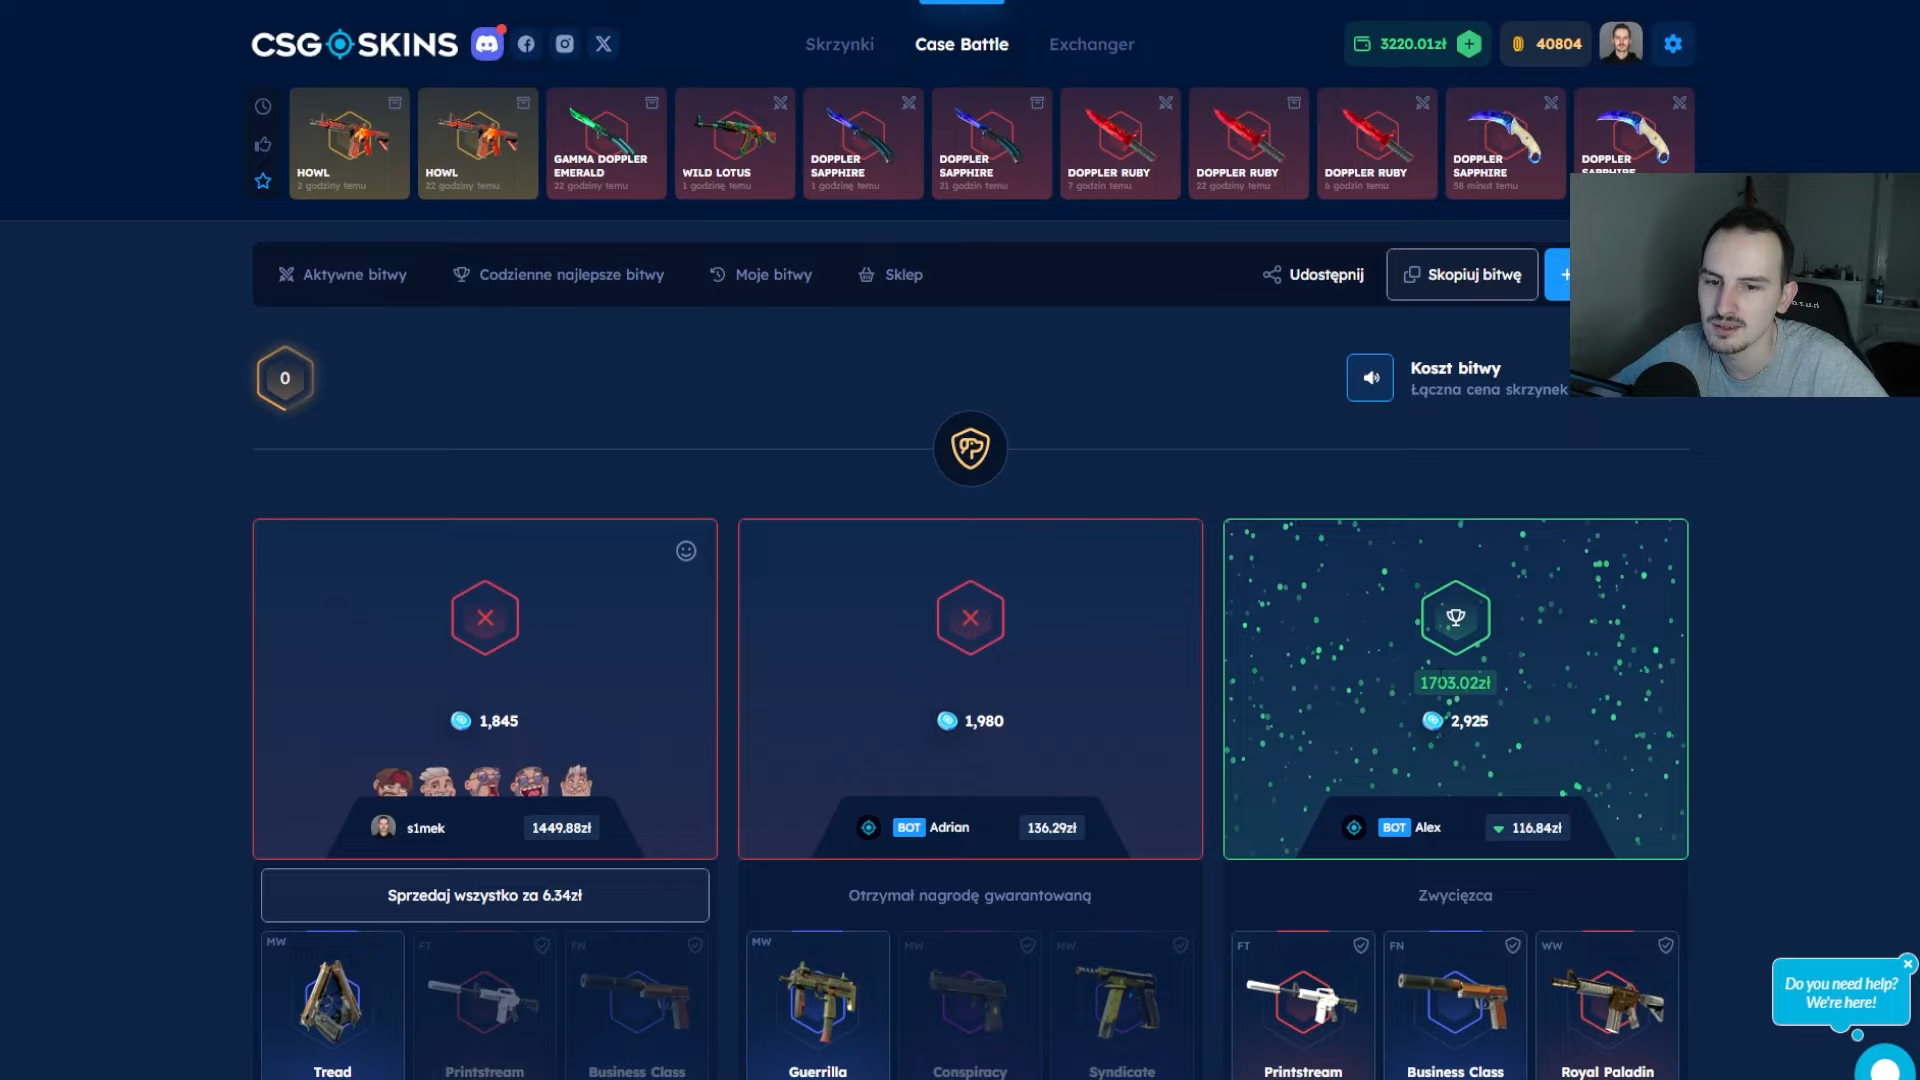 CSG SKINS
Skrzynki
Case Battle
Exchanger
3220.01zł
40804
HOWL
2 godziny temu
HOWL
22 godziny temu
GAMMA DOPPLER
EMERALD
22 godziny temu
WILD LOTUS
1 godzinę temu
DOPPLER
SAPPHIRE
1 godzinę temu
DOPPLER
SAPPHIRE
21 godzin temu
DOPPLER RUBY
7 godzin temu
DOPPLER RUBY
22 godziny temu
DOPPLER RUBY
6 godzin temu
DOPPLER
SAPPHIRE
58 minut temu
DOPPLER
SAPPHIRE
Aktywne bitwy
Codzienne najlepsze bitwy
Moje bitwy
Sklep
Udostępnij
Skopiuj bitwę
+
0
Koszt bitwy
Łączna cena skrzynek
1703.02zł
1,845
1,980
2,925
s1mek
1449.88zł
BOT Adrian
136.29zł
BOT Alex
116.84zł
Sprzedaj wszystko za 6.34zł
Otrzymał nagrodę gwarantowaną
Zwycięzca
MW
FT
FN
MW
MW
MW
FT
FN
WW
Tread
Printstream
Business Class
Guerrilla
Conspiracy
Syndicate
Printstream
Business Class
Royal Paladin
Do you need help?
We're here!